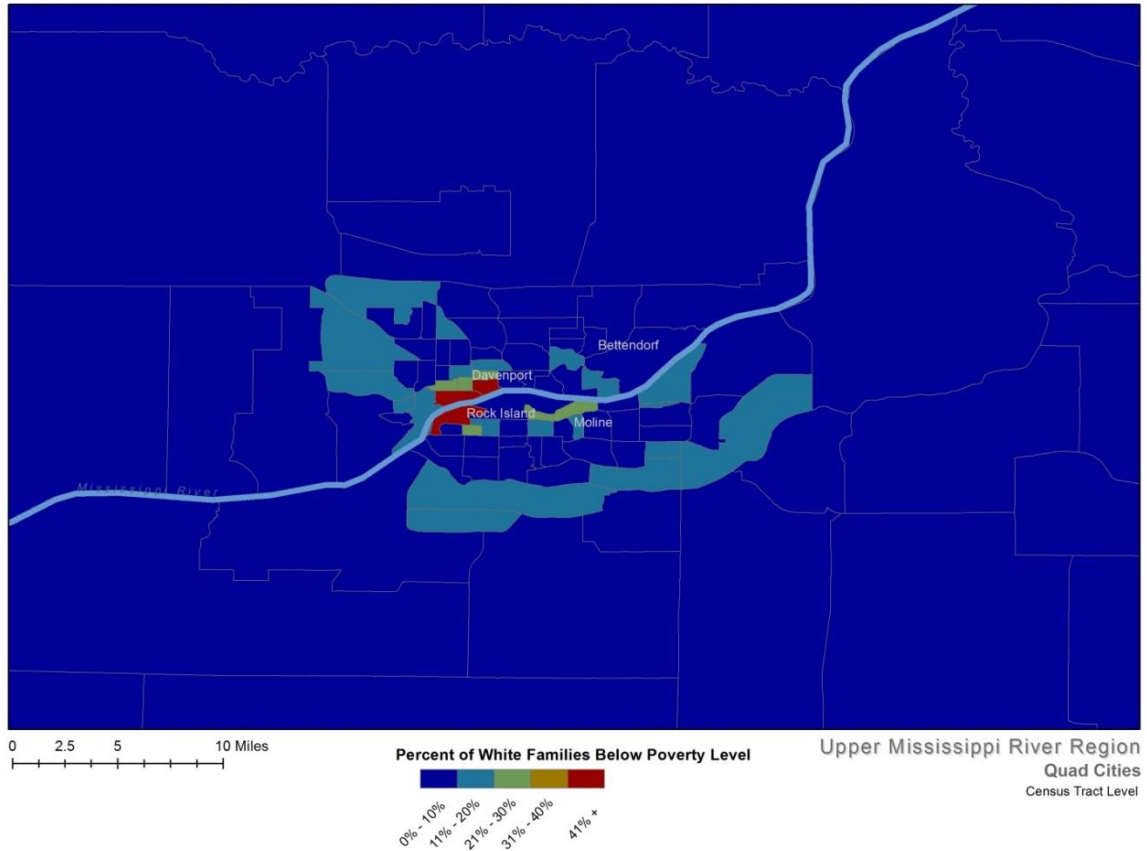 Bettendorf
Davenport
Rock Island
Moline
Mississippi River
0 2.5 5 10 Miles
Percent of White Families Below Poverty Level
0% - 10%
11% - 20%
21% - 30%
31% - 40%
41% +
Upper Mississippi River Region
Quad Cities
Census Tract Level